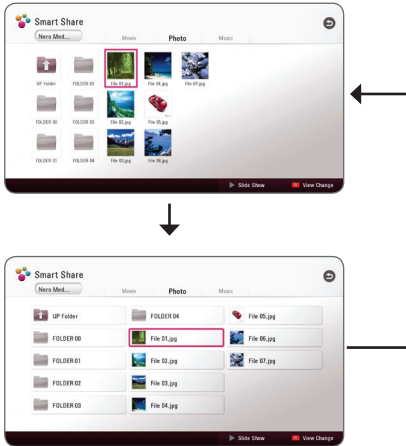 Smart Share
Ners Med...
Movie Photo Music
UP Folder FOLDER 02 File 01.jpg File 04.jpg File 07.jpg
FOLDER 00 FOLDER 03 File 02.jpg File 05.jpg
FOLDER 01 FOLDER 04 File 03.jpg File 06.jpg
Slide Show View Change
Smart Share
Ners Med...
Movie Photo Music
UP Folder FOLDER 04 File 05.jpg
FOLDER 00 File 01.jpg File 06.jpg
FOLDER 01 File 02.jpg File 07.jpg
FOLDER 02 File 03.jpg
FOLDER 03 File 04.jpg
Slide Show View Change